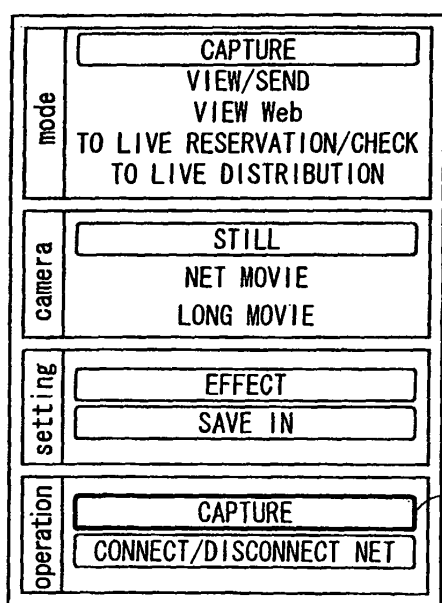 mode
CAPTURE
VIEW/SEND
VIEW Web
TO LIVE RESERVATION/CHECK
TO LIVE DISTRIBUTION
camera
STILL
NET MOVIE
LONG MOVIE
setting
EFFECT
SAVE IN
operation
CAPTURE
CONNECT/DISCONNECT NET